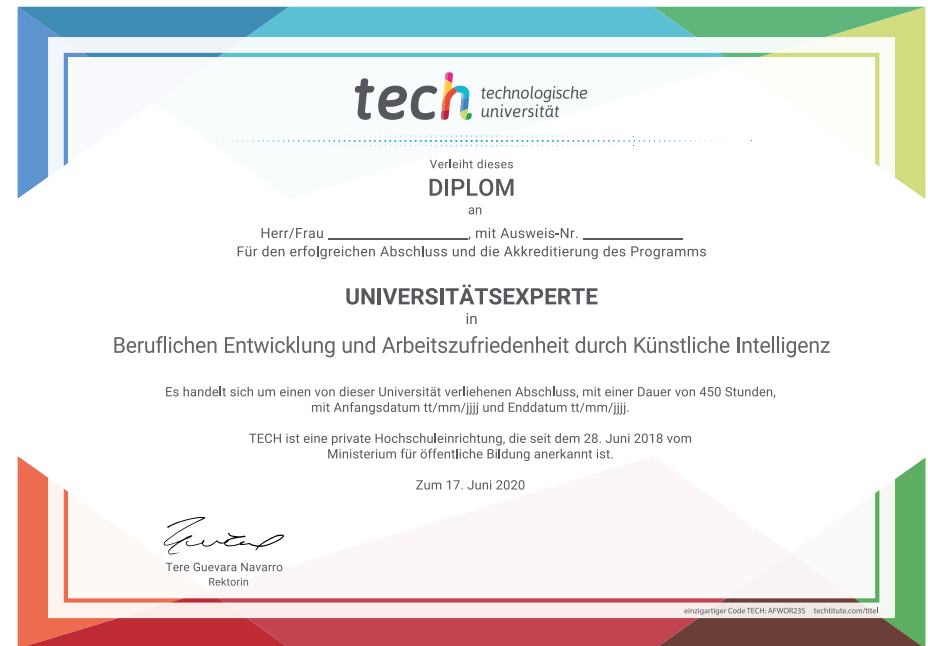 tech technologische
universität
Verleiht dieses
DIPLOM
an
Herr/Frau ____________________, mit Ausweis-Nr. ______________
Für den erfolgreichen Abschluss und die Akkreditierung des Programms
UNIVERSITÄTSEXPERTE
in
Beruflichen Entwicklung und Arbeitszufriedenheit durch Künstliche Intelligenz
Es handelt sich um einen von dieser Universität verliehenen Abschluss, mit einer Dauer von 450 Stunden,
mit Anfangsdatum tt/mm/jjjj und Enddatum tt/mm/jjjj.
TECH ist eine private Hochschuleinrichtung, die seit dem 28. Juni 2018 vom
Ministerium für öffentliche Bildung anerkannt ist.
Zum 17. Juni 2020
Tere Guevara Navarro
Rektorin
einzigartiger Code TECH: AFWOR23S techtitute.com/titel